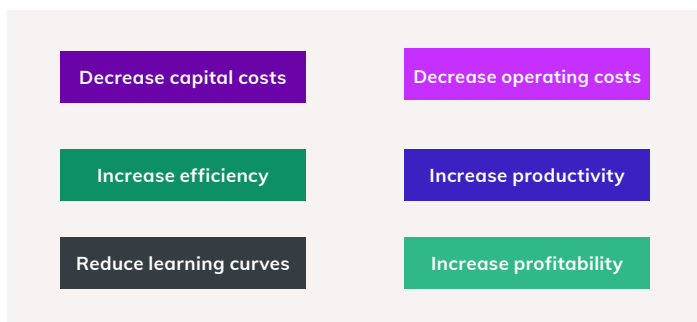 Decrease capital costs
Decrease operating costs
Increase efficiency
Increase productivity
Reduce learning curves
Increase profitability